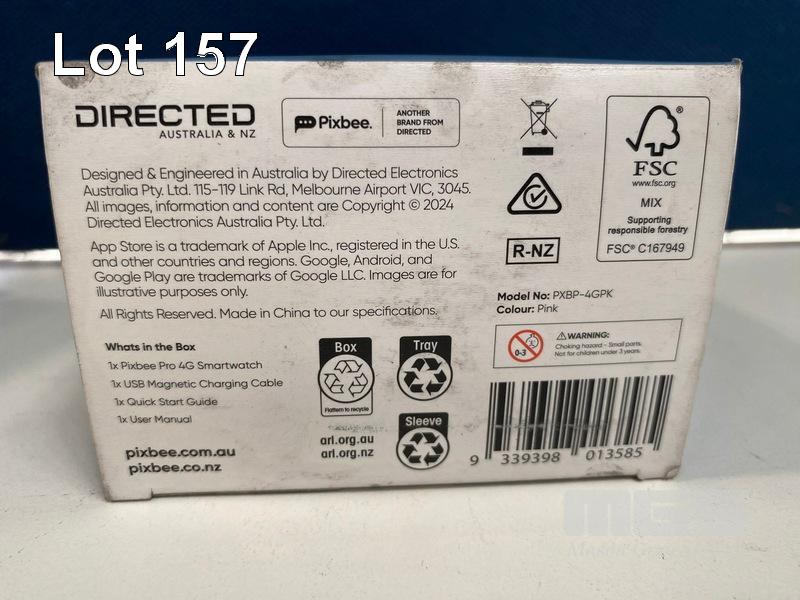 Lot 157
DIRECTED
AUSTRALIA & NZ
Pixbee.
ANOTHER
BRAND FROM
DIRECTED
Designed & Engineered in Australia by Directed Electronics
Australia Pty. Ltd. 115-119 Link Rd, Melbourne Airport VIC, 3045.
All images, information and content are Copyright © 2024
Directed Electronics Australia Pty. Ltd.
App Store is a trademark of Apple Inc., registered in the U.S.
and other countries and regions. Google, Android, and
Google Play are trademarks of Google LLC. Images are for
illustrative purposes only.
All Rights Reserved. Made in China to our specifications.
Whats in the Box
1x Pixbee Pro 4G Smartwatch
1x USB Magnetic Charging Cable
1x Quick Start Guide
1x User Manual
pixbee.com.au
pixbee.co.nz
Box
Flatten to recycle
arl.org.au
arl.org.nz
Tray
Sleeve
R-NZ
®
FSC
www.fsc.org
MIX
Supporting
responsible forestry
FSC® C167949
Model No: PXBP-4GPK
Colour: Pink
0-3
WARNING:
Choking hazard - Small parts.
Not for children under 3 years.
9 339398 013585